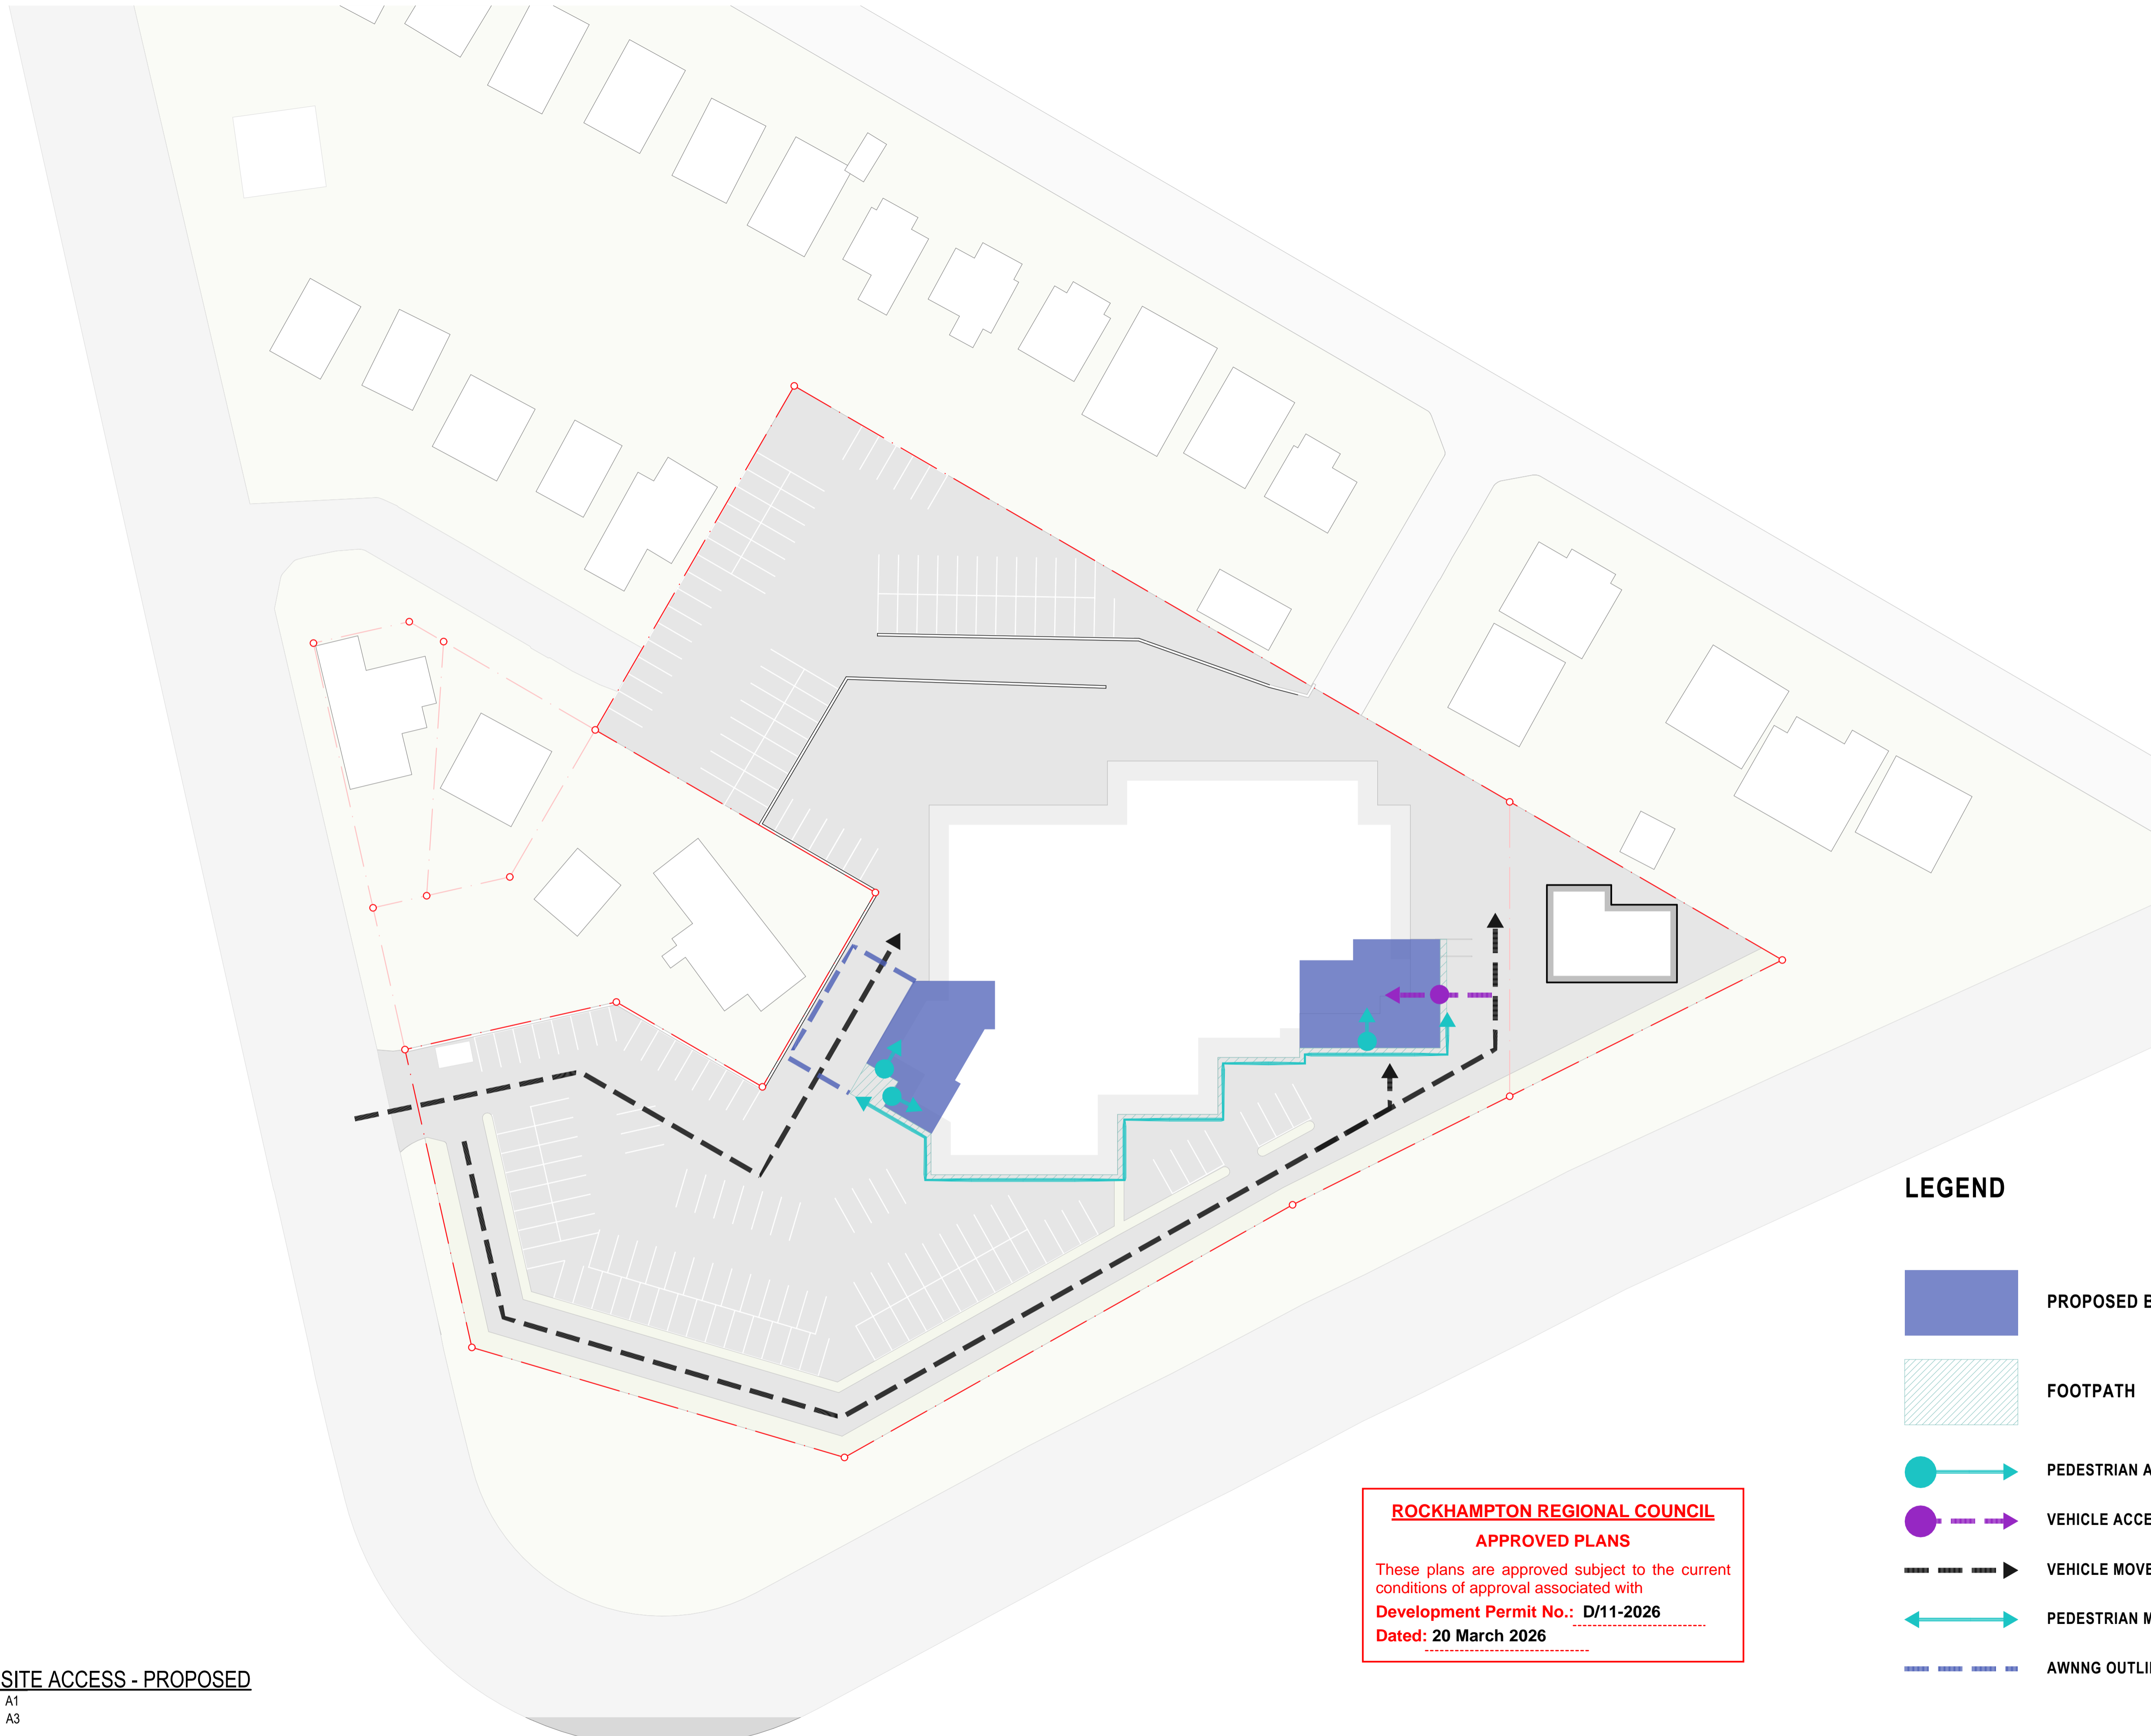 LEGEND
PROPOSED B
FOOTPATH
PEDESTRIAN A
VEHICLE ACCE
VEHICLE MOVE
PEDESTRIAN M
AWNNG OUTLI
ROCKHAMPTON REGIONAL COUNCIL
APPROVED PLANS
These plans are approved subject to the current
conditions of approval associated with
Development Permit No.: D/11-2026
Dated: 20 March 2026
SITE ACCESS - PROPOSED
A1
A3